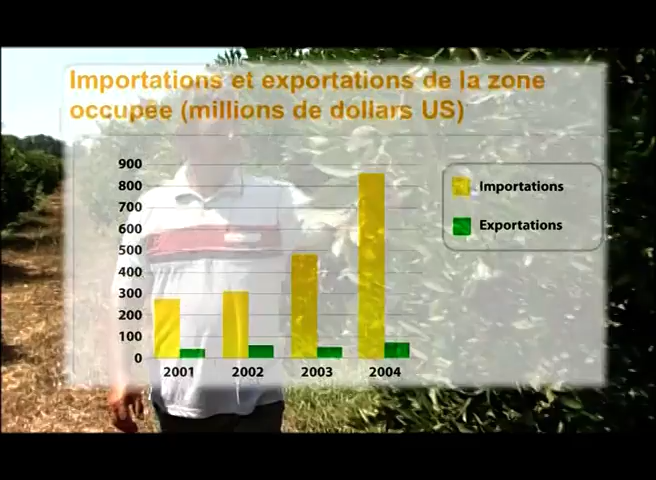 Importations et exportations de la zone
occupée (millions de dollars US)
900
800
700
600
500
400
300
200
100
0
2001 2002 2003 2004
Importations
Exportations